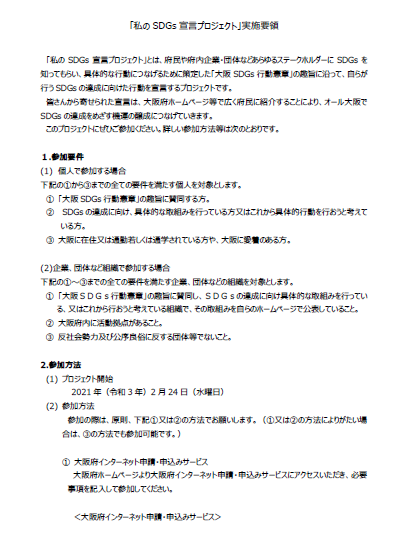 「私の SDGs 宣言プロジェクト」実施要領
「私の SDGs 宣言プロジェクト」とは、府民や府内企業・団体などあらゆるステークホルダーに SDGs を
知ってもらい、具体的な行動につなげるために策定した「大阪 SDGs 行動憲章」の趣旨に沿って、自らが
行う SDGs の達成に向けた行動を宣言するプロジェクトです。
皆さんから寄せられた宣言は、大阪府ホームページ等で広く府民に紹介することにより、オール大阪で
SDGs の達成をめざす機運の醸成につなげていきます。
このプロジェクトにぜひご参加ください。詳しい参加方法等は次のとおりです。
１.参加要件
(1) 個人で参加する場合
下記の①から③までの全ての要件を満たす個人を対象とします。
① 「大阪 SDGs 行動憲章」の趣旨に賛同する方。
② SDGs の達成に向け、具体的な取組みを行っている方又はこれから具体的行動を行おうと考えて
いる方。
③ 大阪に在住又は通勤若しくは通学されている方や、大阪に愛着のある方。
(2)企業、団体など組織で参加する場合
下記の①～③までの全ての要件を満たす企業、団体などの組織を対象とします。
① 「大阪ＳＤＧｓ行動憲章」の趣旨に賛同し、ＳＤＧｓの達成に向け具体的な取組みを行ってい
る、又はこれから行おうと考えている組織で、その取組みを自らのホームページで公表していること。
② 大阪府内に活動拠点があること。
③ 反社会勢力及び公序良俗に反する団体等でないこと。
2.参加方法
(1) プロジェクト開始
2021 年（令和 3 年）2 月 24 日（水曜日）
(2) 参加方法
参加の際は、原則、下記①又は②の方法でお願いします。（①又は②の方法によりがたい場
合は、③の方法でも参加可能です。）
① 大阪府インターネット申請・申込みサービス
大阪府ホームページより大阪府インターネット申請・申込みサービスにアクセスいただき、必要
事項を記入して参加してください。
＜大阪府インターネット申請・申込みサービス＞